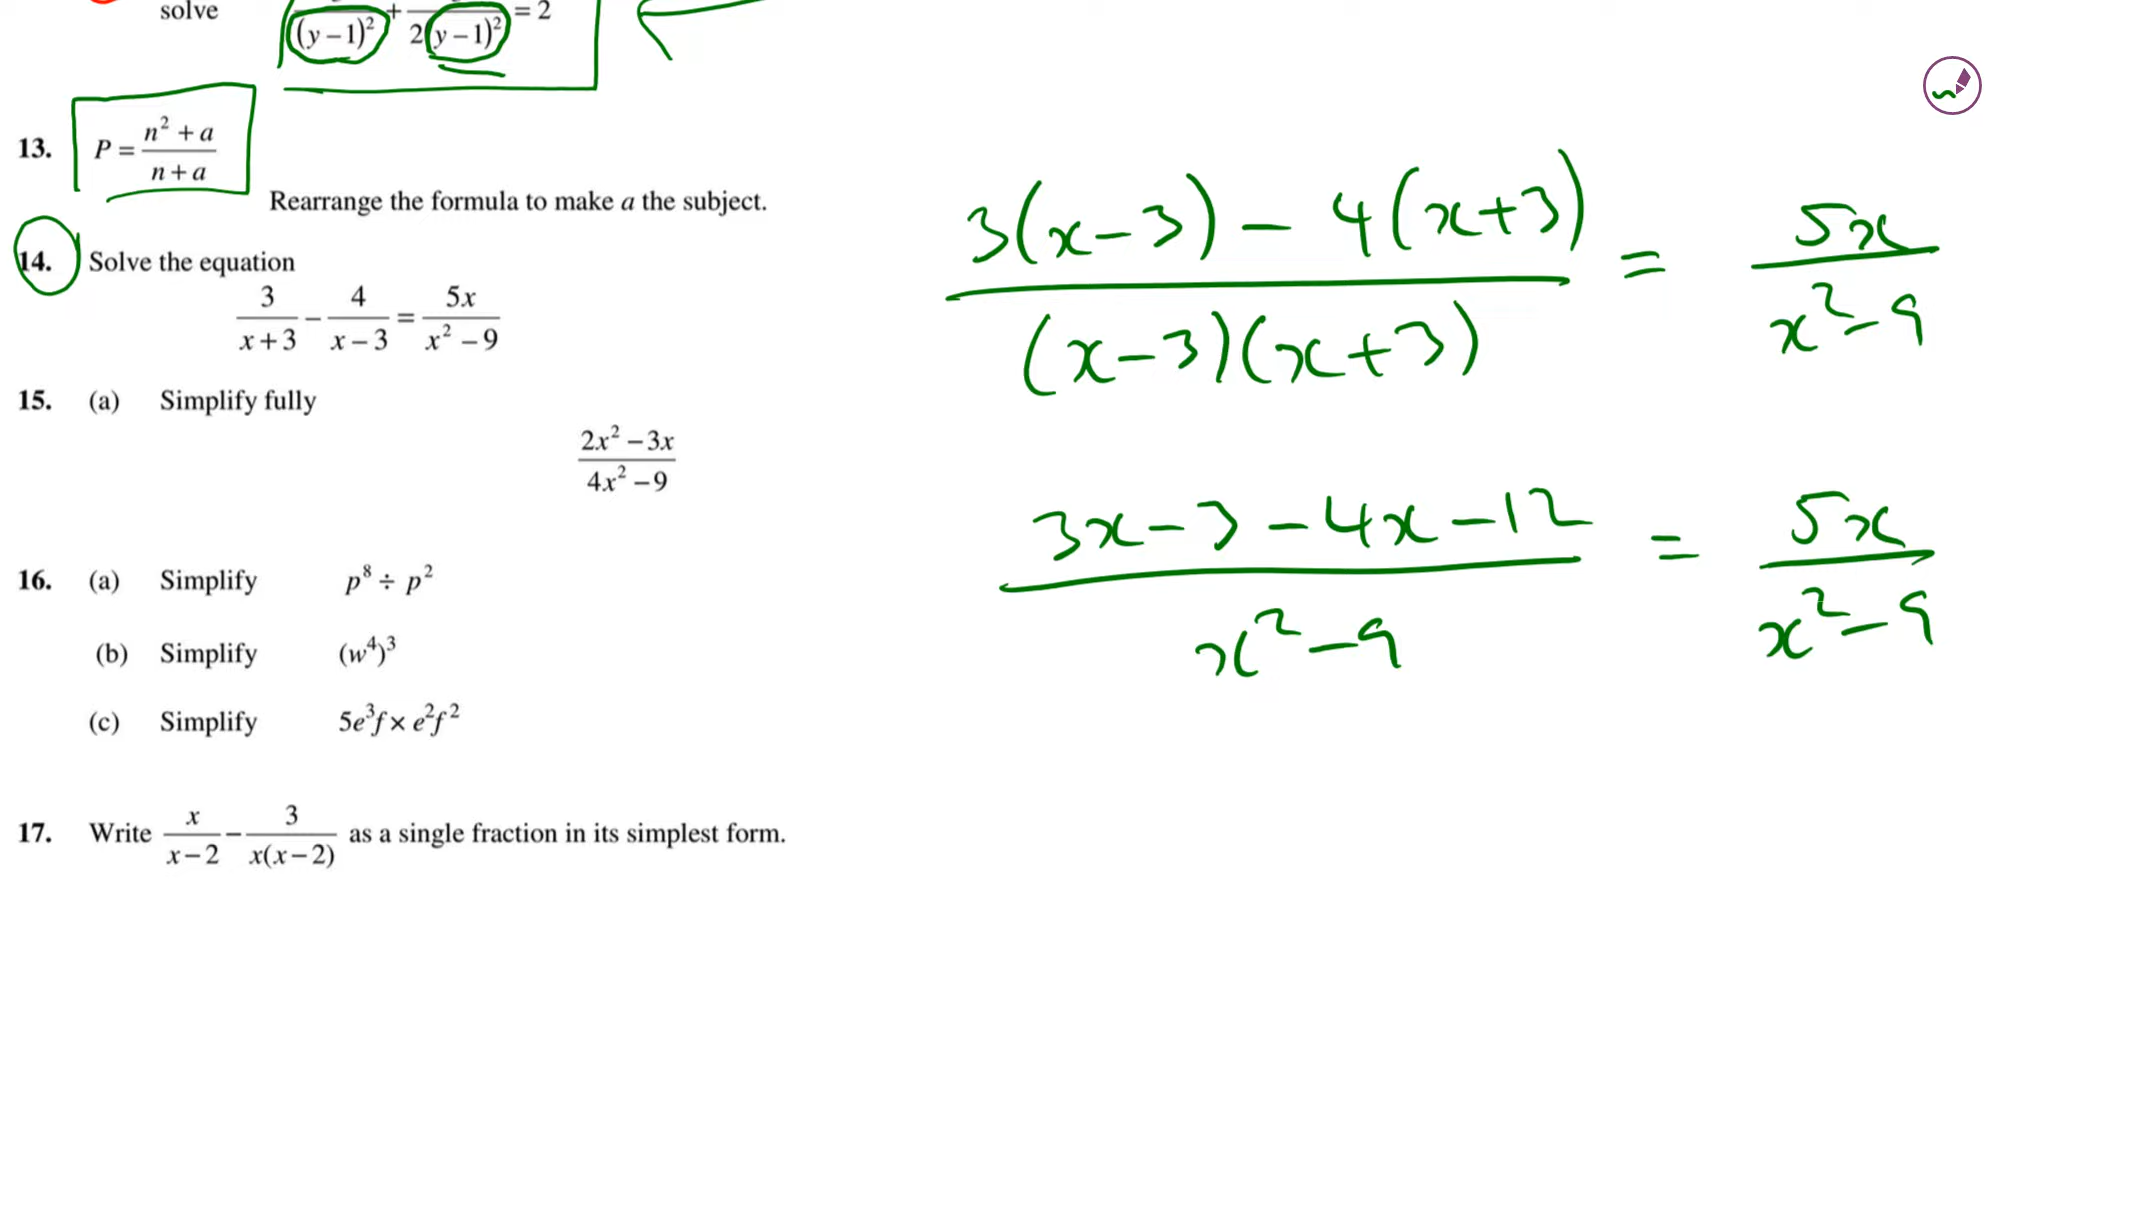 solve (y – 1)² + 2(y – 1)² = 2
13. P = (n² + a)/(n + a)
Rearrange the formula to make a the subject.
14. Solve the equation
3/(x + 3) – 4/(x – 3) = 5x/(x² – 9)
15. (a) Simplify fully
(2x² – 3x)/(4x² – 9)
16. (a) Simplify p⁸ ÷ p²
(b) Simplify (w⁴)³
(c) Simplify 5e³f × e²f²
17. Write x/(x – 2) – 3/(x(x – 2)) as a single fraction in its simplest form.
3(x – 3) – 4(x + 3) = 5x
(x – 3)(x + 3) x² – 9
3x – 3 – 4x – 12 = 5x
x² – 9 x² – 9